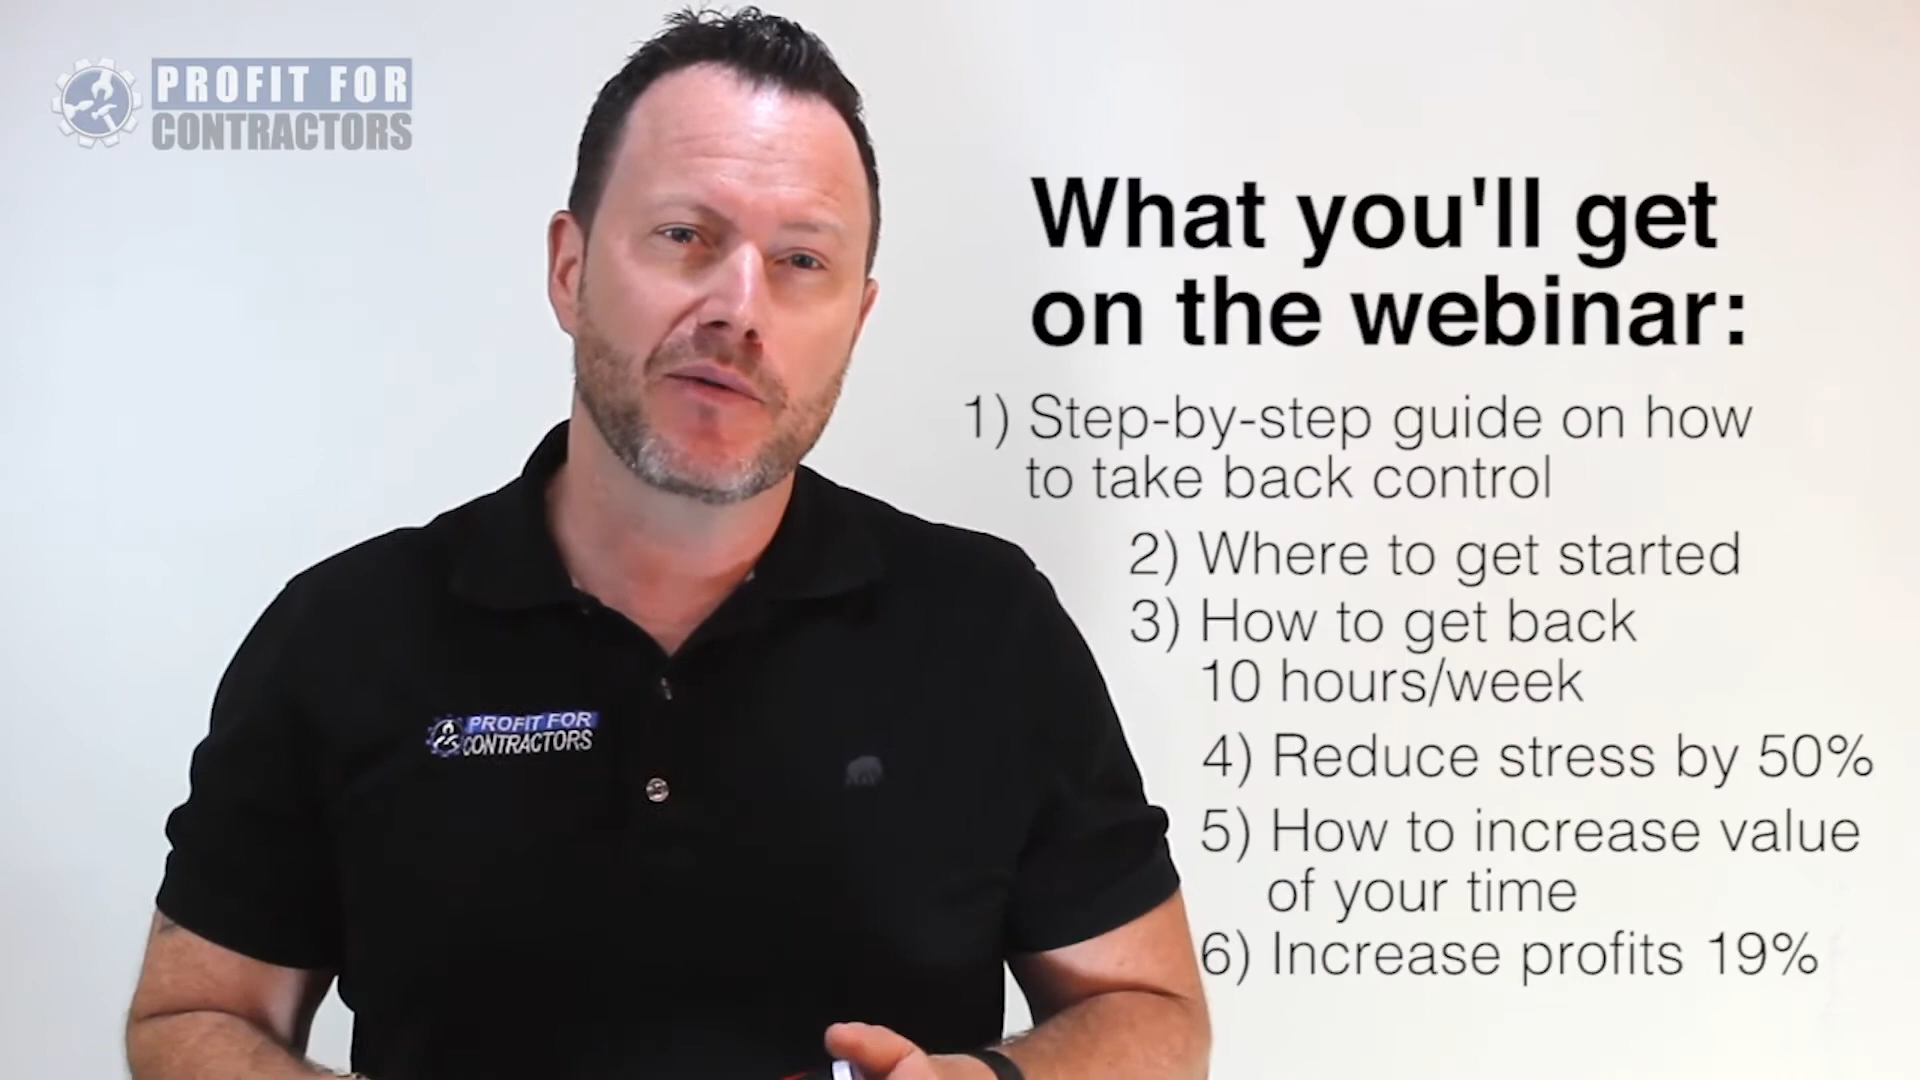 PROFIT FOR
CONTRACTORS
What you'll get
on the webinar:
1) Step-by-step guide on how
to take back control
2) Where to get started
3) How to get back
10 hours/week
4) Reduce stress by 50%
5) How to increase value
of your time
6) Increase profits 19%
PROFIT FOR
CONTRACTORS